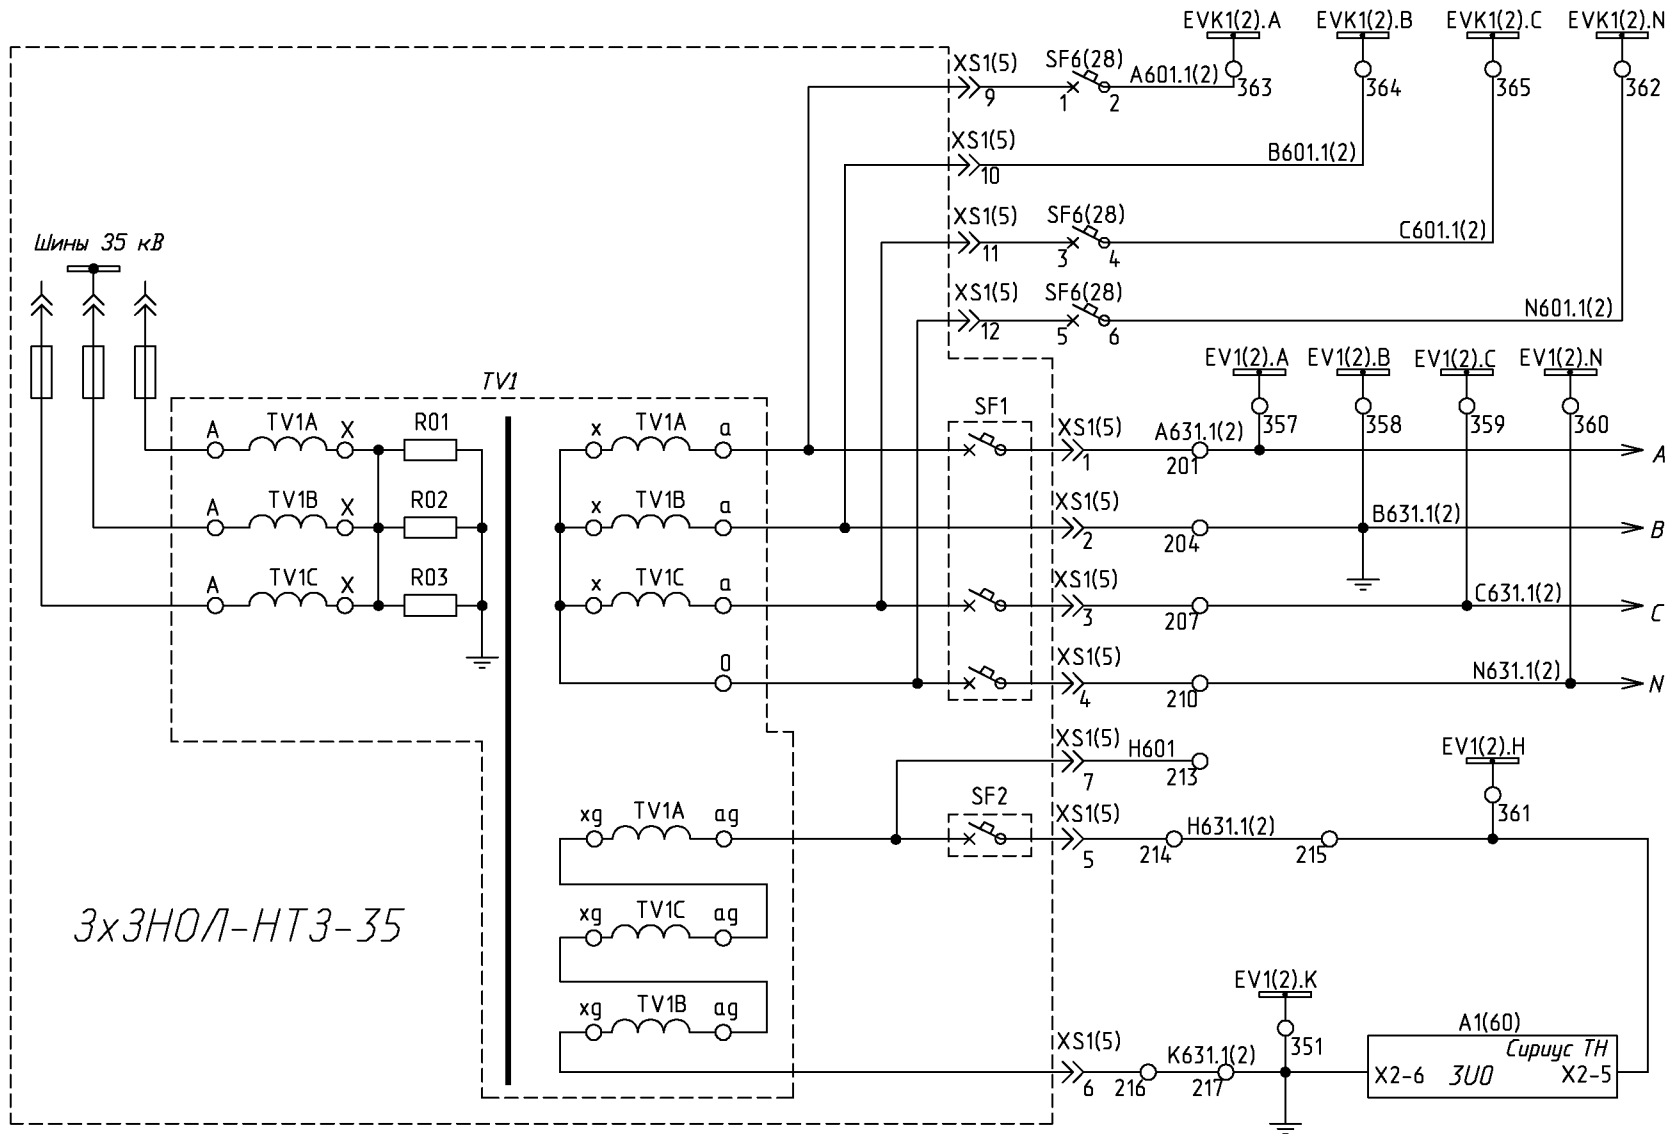 EVK1(2).A EVK1(2).B EVK1(2).C EVK1(2).N
XS1(5) SF6(28) A601.1(2)
9 1 2 363 364 365 362
XS1(5) B601.1(2)
10
XS1(5) SF6(28) C601.1(2)
11 3 4
Шины 35 кВ
XS1(5) SF6(28) N601.1(2)
12 5 6
EV1(2).A EV1(2).B EV1(2).C EV1(2).N
TV1
SF1
357 358 359 360
A TV1A X R01 x TV1A a XS1(5) A631.1(2) A
1 201
A TV1B X R02 x TV1B a XS1(5) B631.1(2) B
2 204
A TV1C X R03 x TV1C a XS1(5) C631.1(2) C
3 207
0 XS1(5) N631.1(2) N
4 210
XS1(5) H601 EV1(2).H
7 213
SF2
361
xg TV1A ag XS1(5) H631.1(2)
5 214 215
3x3НОЛ-НТЗ-35
xg TV1C ag
EV1(2).K
xg TV1B ag
A1(60)
351
XS1(5) K631.1(2) Сириус ТН
6 216 217
X2-6 3U0 X2-5